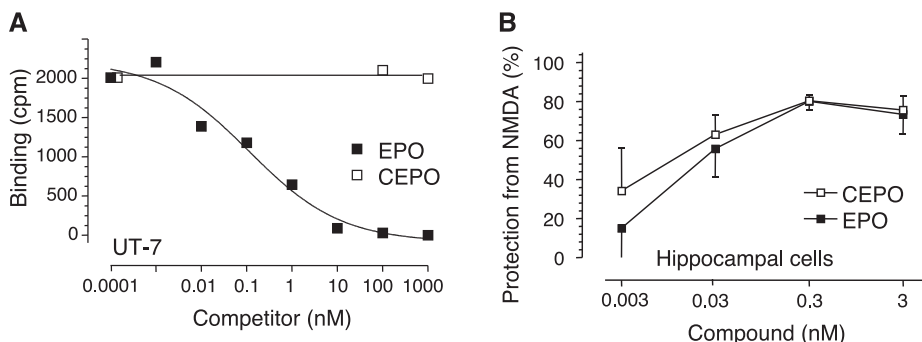 A
Binding (cpm)
2000
1500
1000
500
0
EPO
CEPO
UT-7
0.0001 0.01 0.1 1 10 100 1000
Competitor (nM)
B
Protection from NMDA (%)
100
80
60
40
20
0
CEPO
EPO
Hippocampal cells
0.003 0.03 0.3 3
Compound (nM)